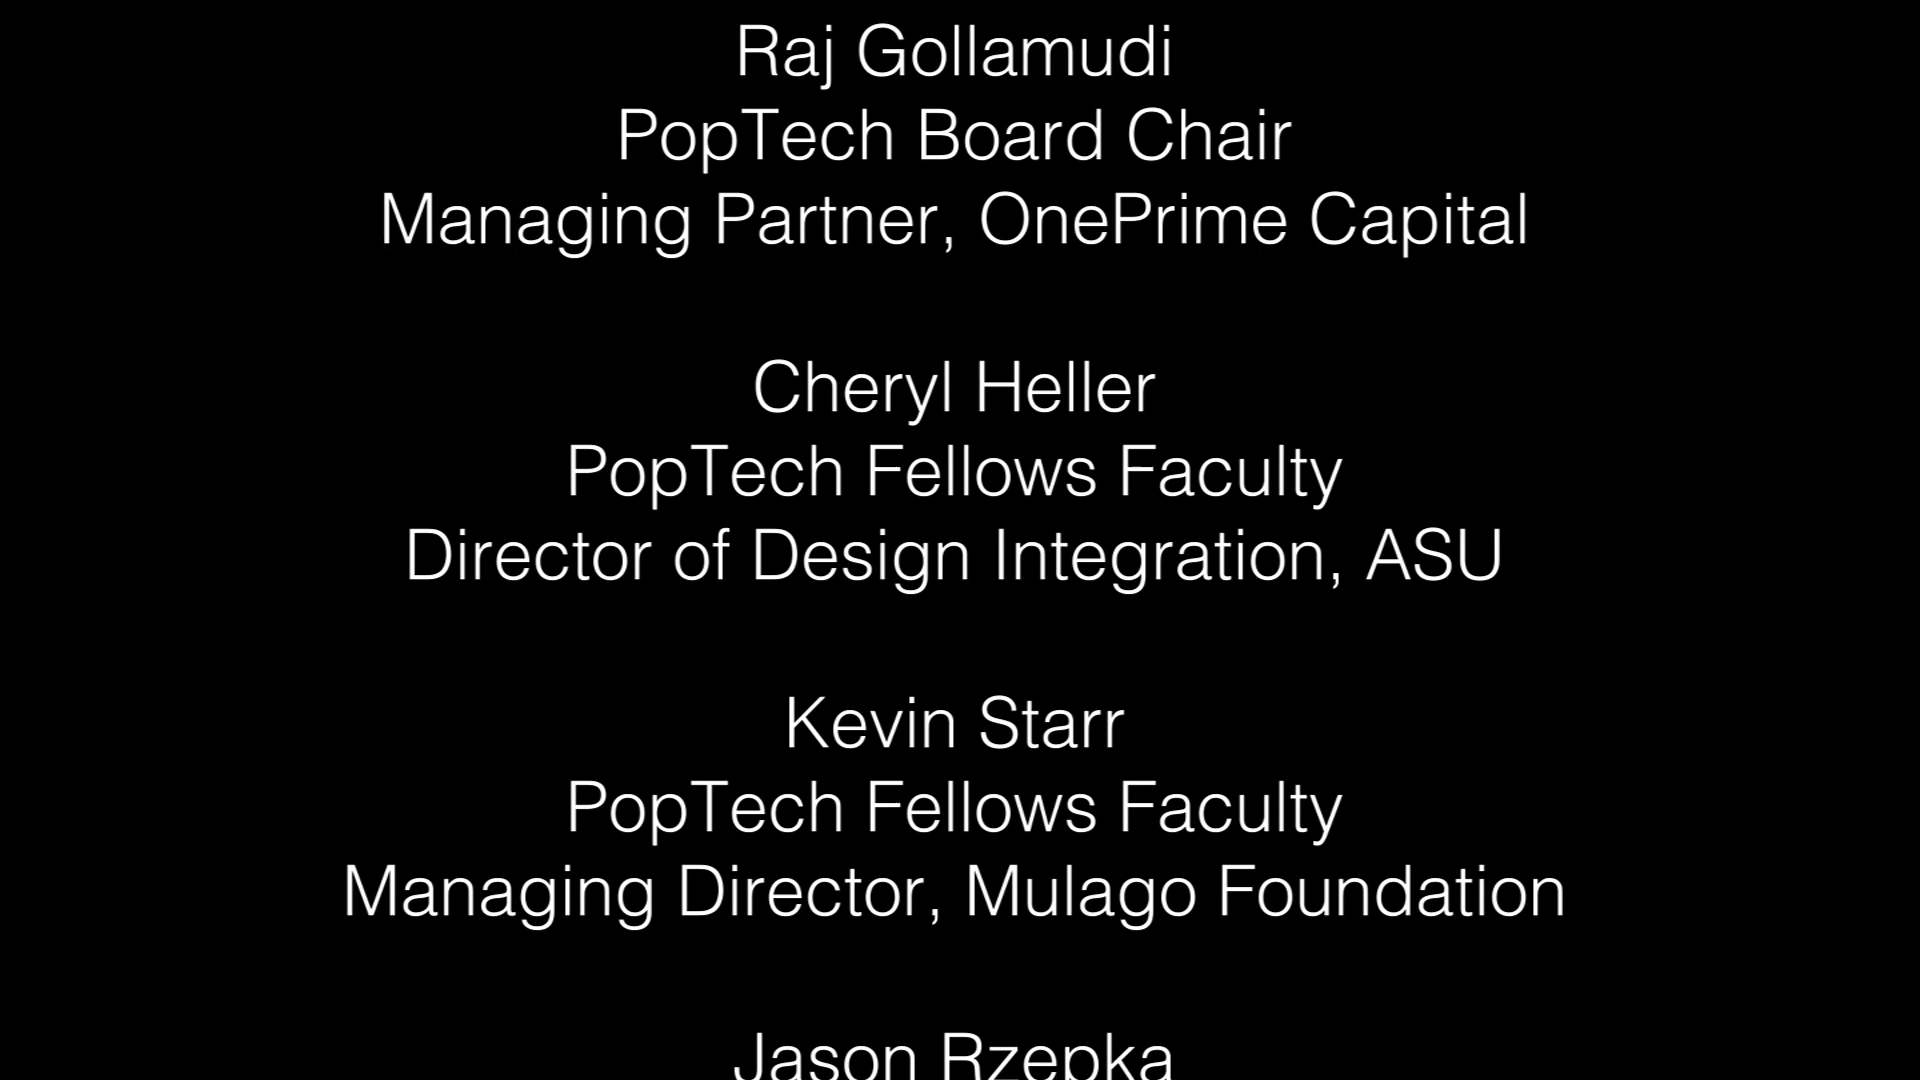 Raj Gollamudi
PopTech Board Chair
Managing Partner, OnePrime Capital
Cheryl Heller
PopTech Fellows Faculty
Director of Design Integration, ASU
Kevin Starr
PopTech Fellows Faculty
Managing Director, Mulago Foundation
Jason Rzepka